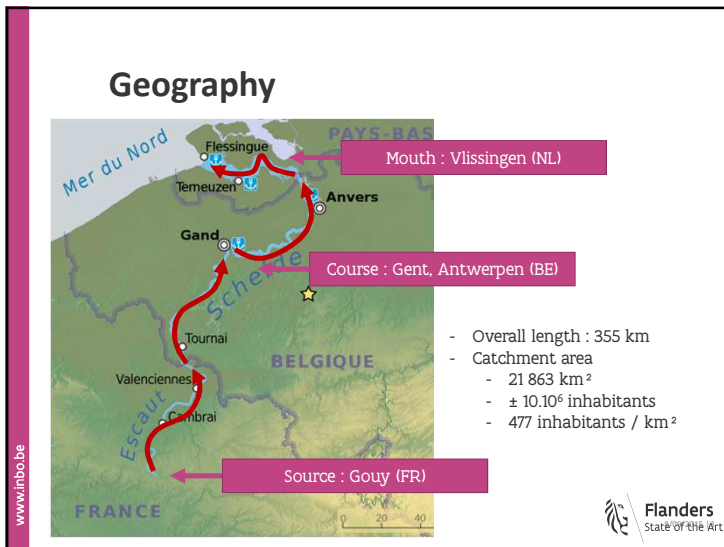 Geography
Mer du Nord
PAYS-BAS
Flessingue
Mouth : Vlissingen (NL)
Terneuzen
Anvers
Gand
Schelde
Course : Gent, Antwerpen (BE)
Tournai
BELGIQUE
- Overall length : 355 km
- Catchment area
- 21 863 km²
- ± 10.10⁶ inhabitants
- 477 inhabitants / km²
Valenciennes
Cambrai
Escaut
Source : Gouy (FR)
FRANCE
0 20 40
www.inbo.be
Flanders
State of the Art